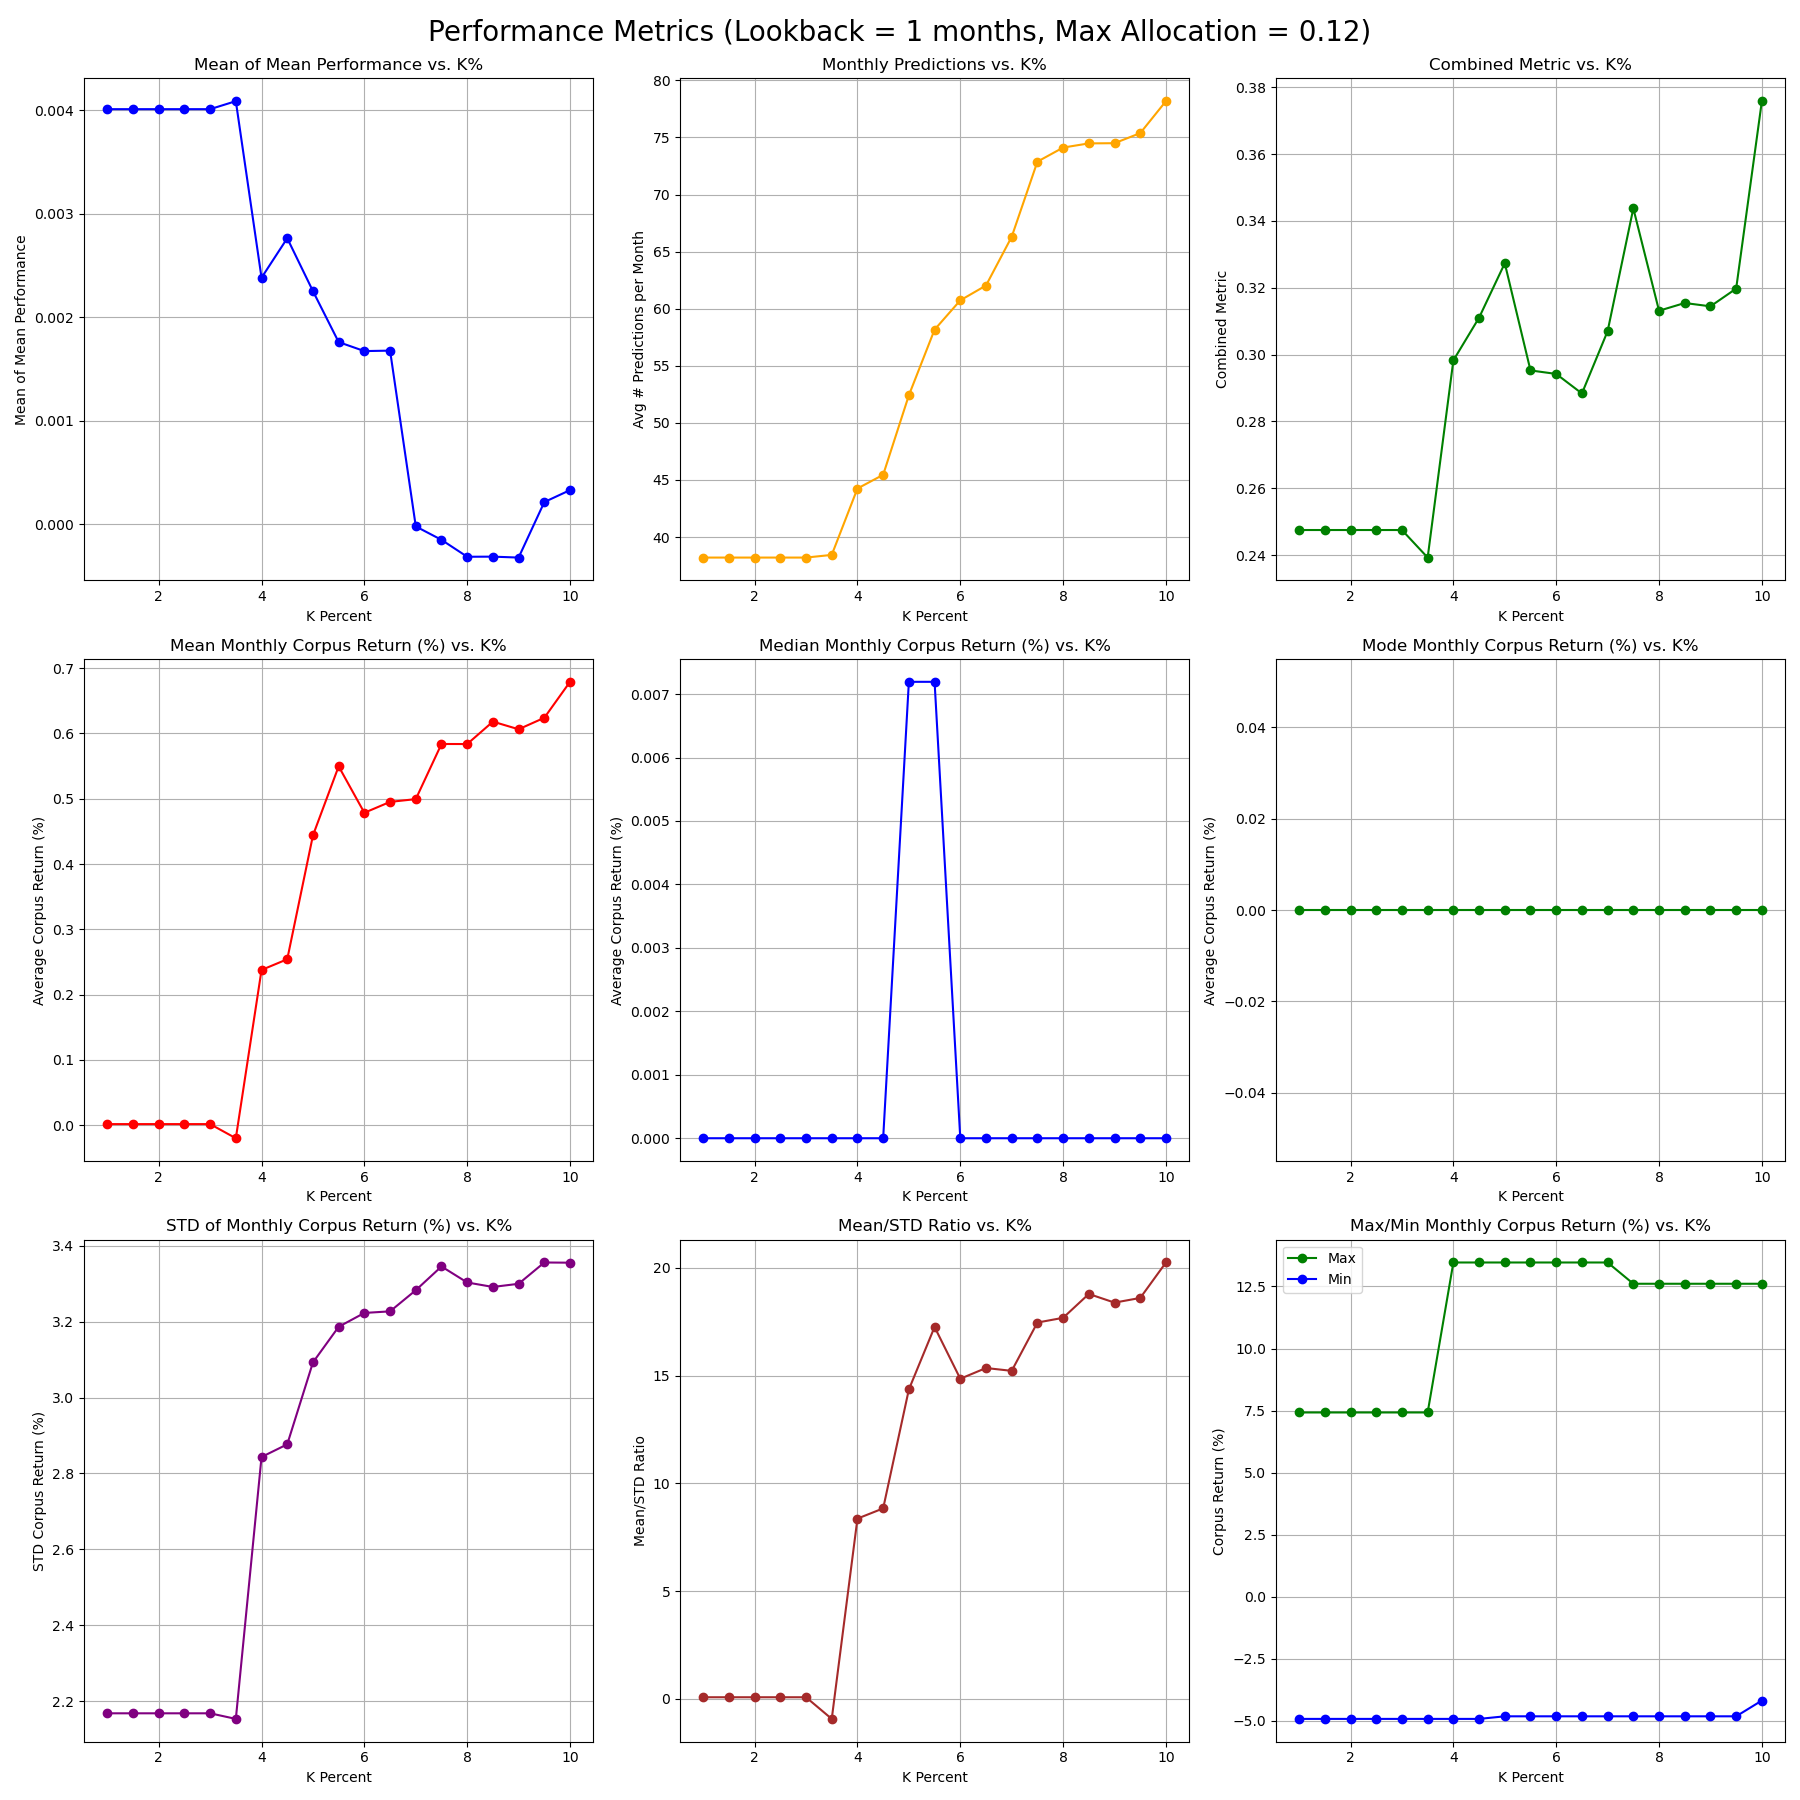 Performance Metrics (Lookback = 1 months, Max Allocation = 0.12)
Mean of Mean Performance vs. K%
0.004
0.003
0.002
0.001
0.000
Mean of Mean Performance
2 4 6 8 10
K Percent
Monthly Predictions vs. K%
80
75
70
65
60
55
50
45
40
Avg # Predictions per Month
2 4 6 8 10
K Percent
Combined Metric vs. K%
0.38
0.36
0.34
0.32
0.30
0.28
0.26
0.24
Combined Metric
2 4 6 8 10
K Percent
Mean Monthly Corpus Return (%) vs. K%
0.7
0.6
0.5
0.4
0.3
0.2
0.1
0.0
Average Corpus Return (%)
2 4 6 8 10
K Percent
Median Monthly Corpus Return (%) vs. K%
0.007
0.006
0.005
0.004
0.003
0.002
0.001
0.000
Average Corpus Return (%)
2 4 6 8 10
K Percent
Mode Monthly Corpus Return (%) vs. K%
0.04
0.02
0.00
−0.02
−0.04
Average Corpus Return (%)
2 4 6 8 10
K Percent
STD of Monthly Corpus Return (%) vs. K%
3.4
3.2
3.0
2.8
2.6
2.4
2.2
STD Corpus Return (%)
2 4 6 8 10
K Percent
Mean/STD Ratio vs. K%
20
15
10
5
0
Mean/STD Ratio
2 4 6 8 10
K Percent
Max/Min Monthly Corpus Return (%) vs. K%
Max
Min
12.5
10.0
7.5
5.0
2.5
0.0
−2.5
−5.0
Corpus Return (%)
2 4 6 8 10
K Percent